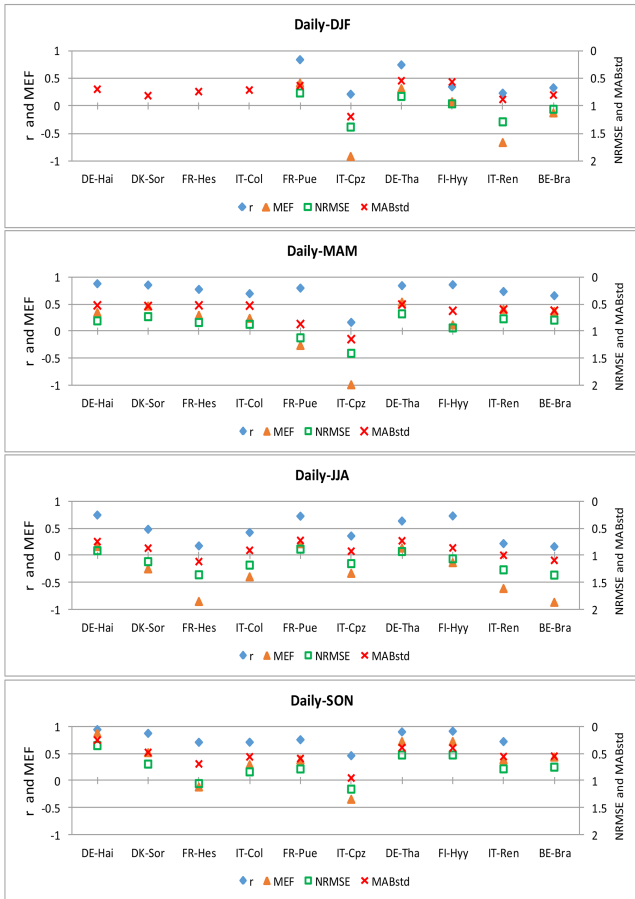 Daily-DJF
1 0
0.5 0.5
0 1
-0.5 1.5
-1 2
r and MEF
NRMSE and MABstd
DE-Hai DK-Sor FR-Hes IT-Col FR-Pue IT-Cpz DE-Tha FI-Hyy IT-Ren BE-Bra
r MEF NRMSE MABstd
Daily-MAM
1 0
0.5 0.5
0 1
-0.5 1.5
-1 2
r and MEF
NRMSE and MABstd
DE-Hai DK-Sor FR-Hes IT-Col FR-Pue IT-Cpz DE-Tha FI-Hyy IT-Ren BE-Bra
r MEF NRMSE MABstd
Daily-JJA
1 0
0.5 0.5
0 1
-0.5 1.5
-1 2
r and MEF
NRMSE and MABstd
DE-Hai DK-Sor FR-Hes IT-Col FR-Pue IT-Cpz DE-Tha FI-Hyy IT-Ren BE-Bra
r MEF NRMSE MABstd
Daily-SON
1 0
0.5 0.5
0 1
-0.5 1.5
-1 2
r and MEF
NRMSE and MABstd
DE-Hai DK-Sor FR-Hes IT-Col FR-Pue IT-Cpz DE-Tha FI-Hyy IT-Ren BE-Bra
r MEF NRMSE MABstd